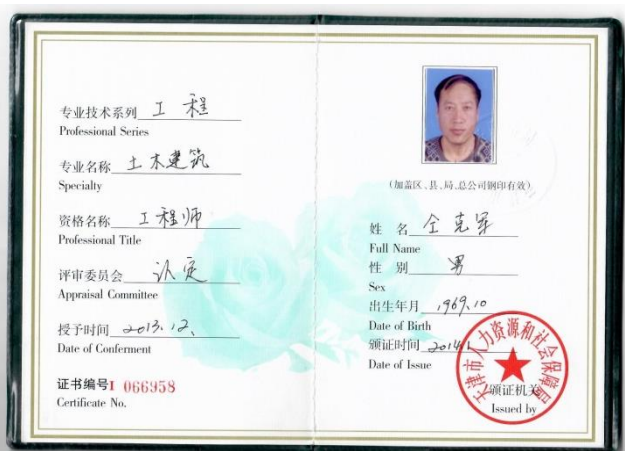 专业技术系列 工程
Professional Series
专业名称 土木建筑
Specialty
资格名称 工程师
Professional Title
评审委员会 认定
Appraisal Committee
授予时间 2013.12.
Date of Conferment
证书编号I 066958
Certificate No.
(加盖区、县、局、总公司钢印有效)
姓 名 仝克军
Full Name
性 别 男
Sex
出生年月 1969.10
Date of Birth
颁证时间 2014.1
Date of Issue
天津市人力资源和社会保障局
颁证机关
Issued by